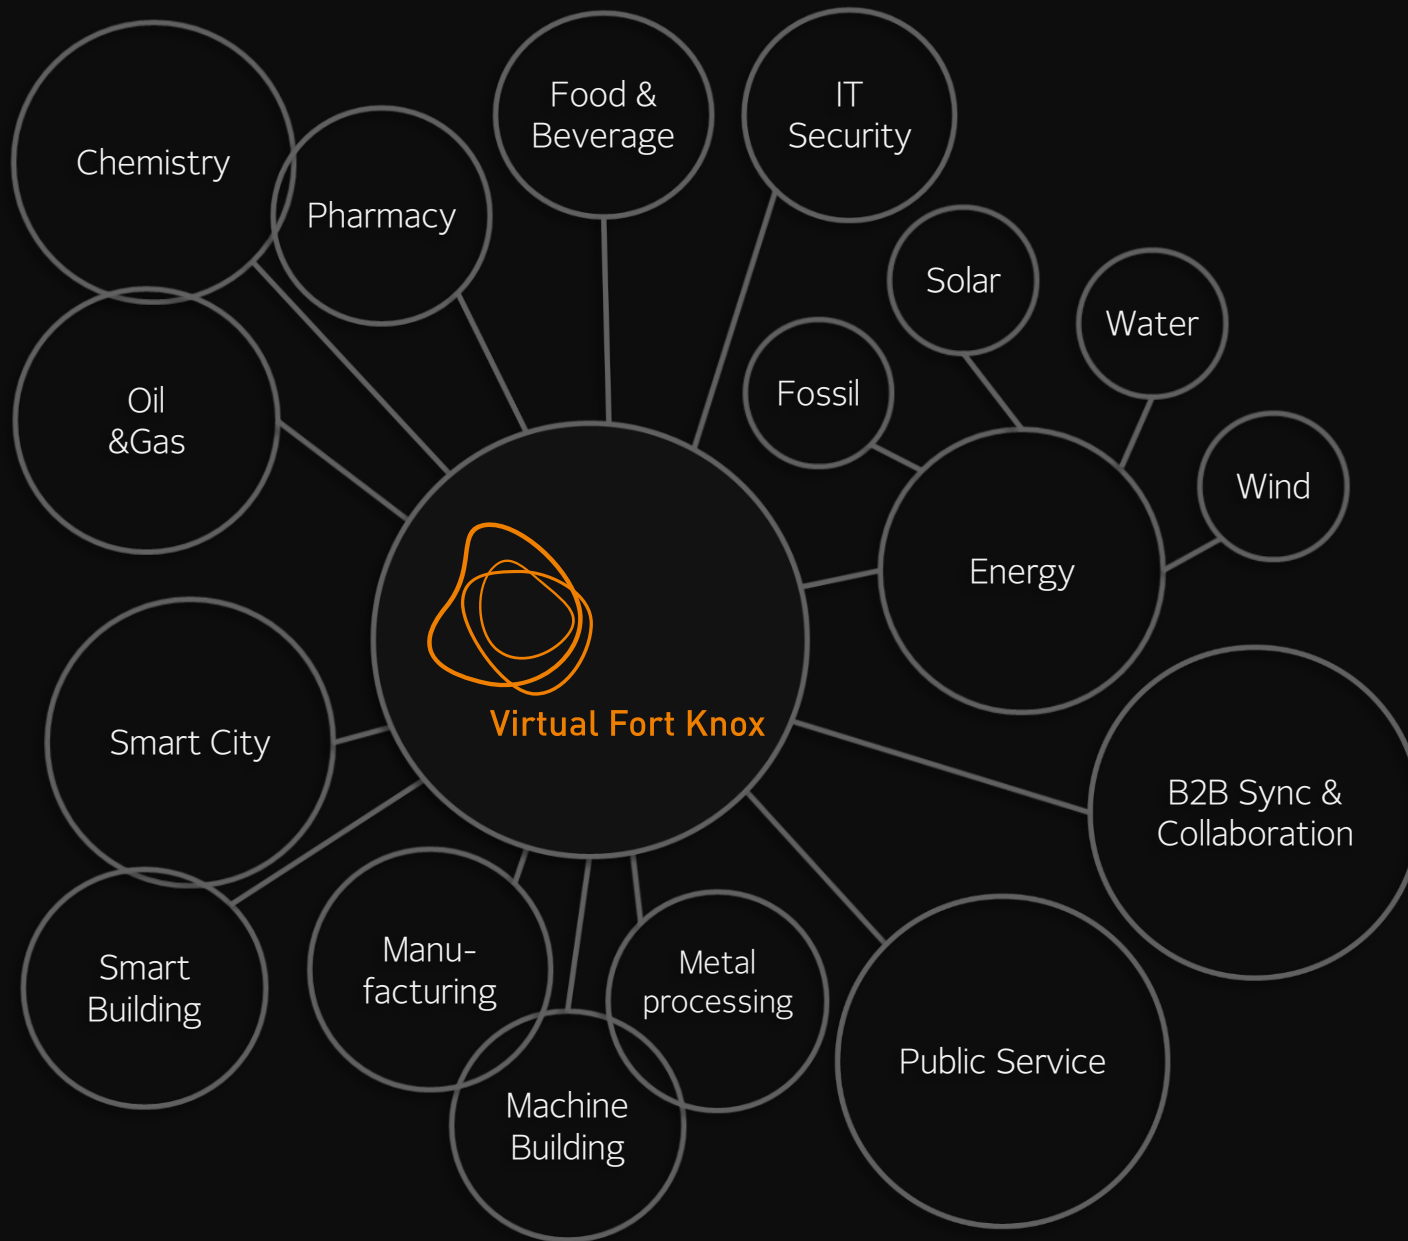 Food &
Beverage
IT
Security
Chemistry
Pharmacy
Solar
Water
Fossil
Oil
&Gas
Wind
Energy
Virtual Fort Knox
Smart City
B2B Sync &
Collaboration
Manu-
facturing
Metal
processing
Smart
Building
Public Service
Machine
Building